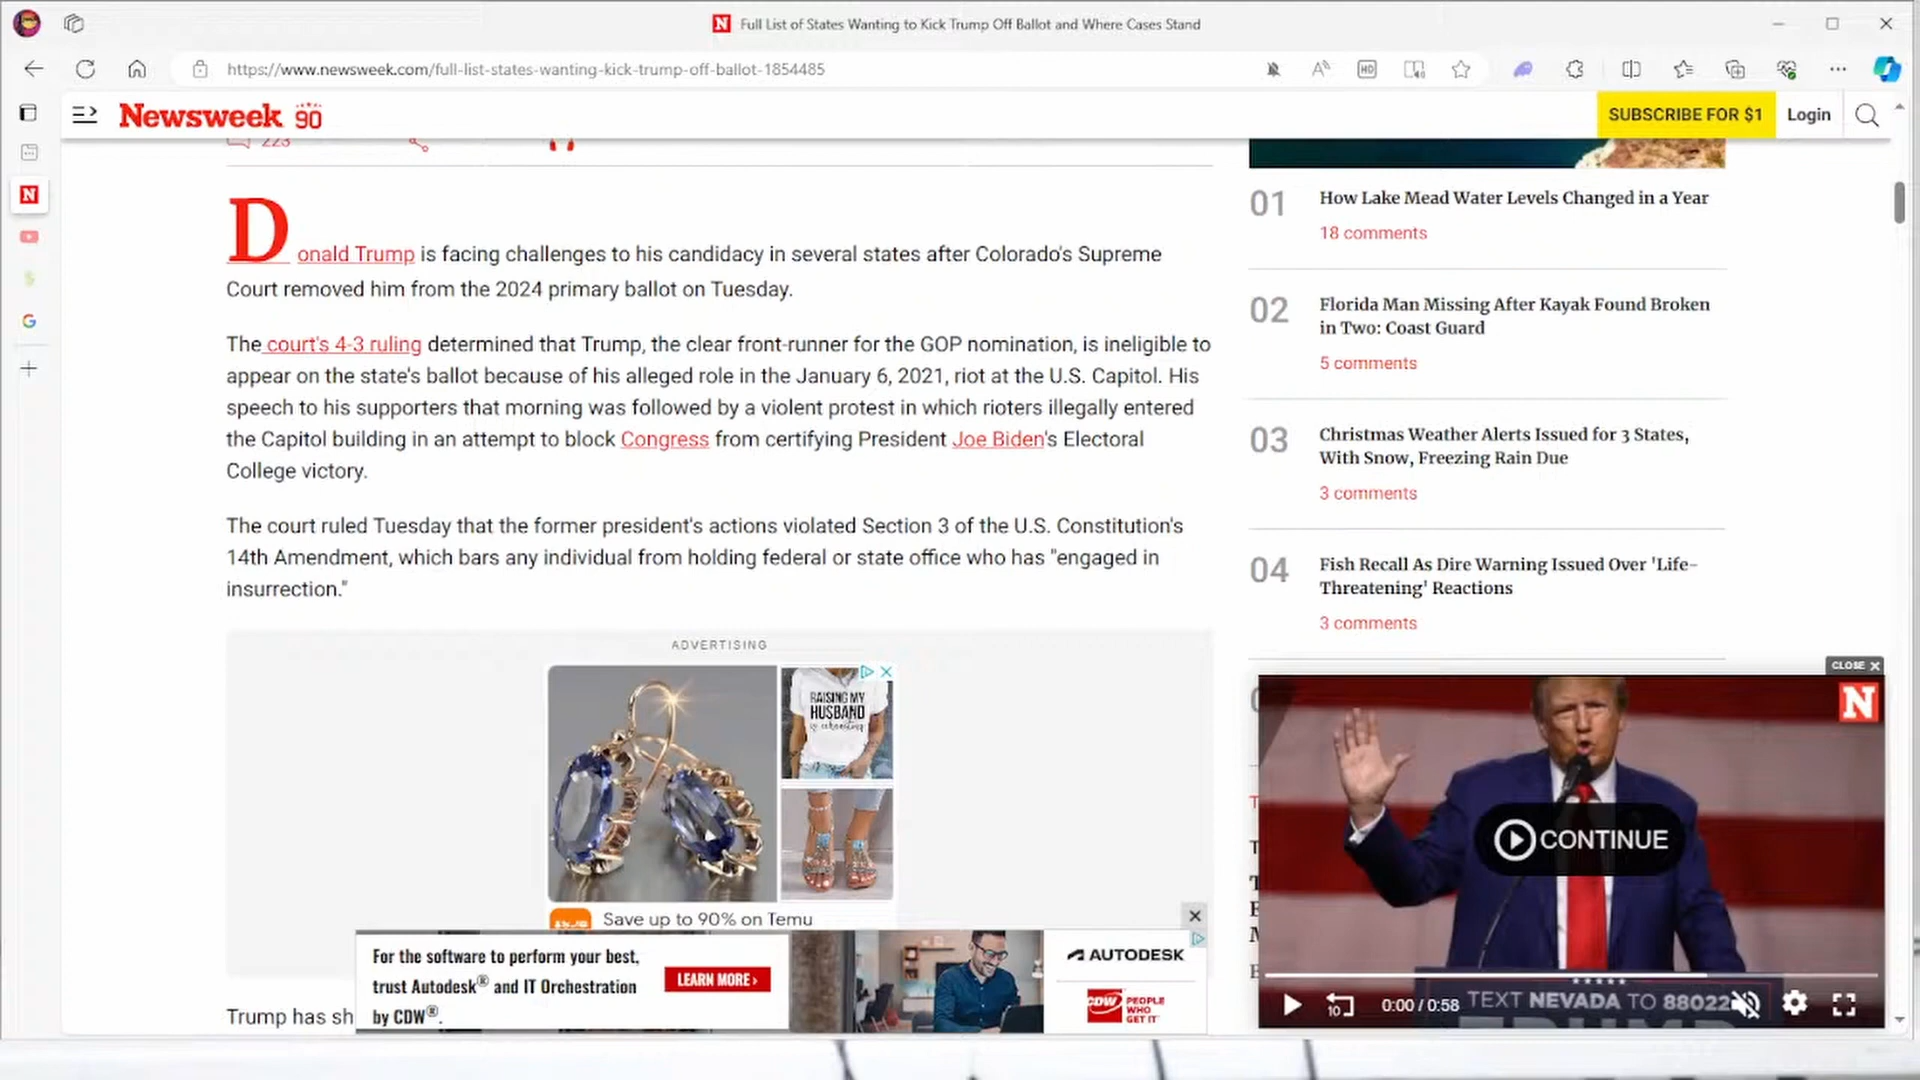 Full List of States Wanting to Kick Trump Off Ballot and Where Cases Stand
https://www.newsweek.com/full-list-states-wanting-kick-trump-off-ballot-1854485
Newsweek 90
SUBSCRIBE FOR $1
Login
223
Donald Trump is facing challenges to his candidacy in several states after Colorado's Supreme
Court removed him from the 2024 primary ballot on Tuesday.
The court's 4-3 ruling determined that Trump, the clear front-runner for the GOP nomination, is ineligible to
appear on the state's ballot because of his alleged role in the January 6, 2021, riot at the U.S. Capitol. His
speech to his supporters that morning was followed by a violent protest in which rioters illegally entered
the Capitol building in an attempt to block Congress from certifying President Joe Biden's Electoral
College victory.
The court ruled Tuesday that the former president's actions violated Section 3 of the U.S. Constitution's
14th Amendment, which bars any individual from holding federal or state office who has "engaged in
insurrection."
ADVERTISING
RAISING MY
HUSBAND
is exhausting
Save up to 90% on Temu
For the software to perform your best,
trust Autodesk® and IT Orchestration
by CDW®.
LEARN MORE ›
AUTODESK
CDW
PEOPLE
WHO
GET IT
Trump has sh
01
How Lake Mead Water Levels Changed in a Year
18 comments
02
Florida Man Missing After Kayak Found Broken
in Two: Coast Guard
5 comments
03
Christmas Weather Alerts Issued for 3 States,
With Snow, Freezing Rain Due
3 comments
04
Fish Recall As Dire Warning Issued Over 'Life-
Threatening' Reactions
3 comments
CLOSE X
N
CONTINUE
10
0:00 / 0:58
TEXT NEVADA TO 88022